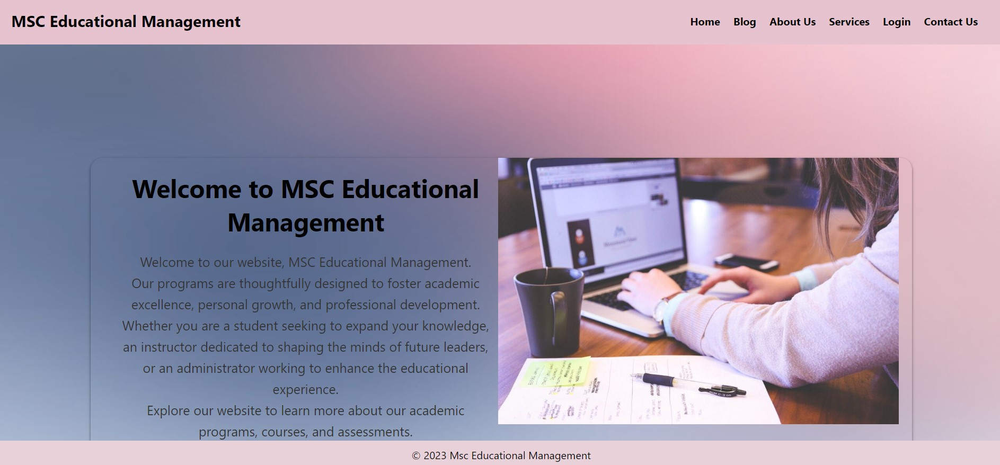 MSC Educational Management
Home Blog About Us Services Login Contact Us
Welcome to MSC Educational
Management
Welcome to our website, MSC Educational Management.
Our programs are thoughtfully designed to foster academic
excellence, personal growth, and professional development.
Whether you are a student seeking to expand your knowledge,
an instructor dedicated to shaping the minds of future leaders,
or an administrator working to enhance the educational
experience.
Explore our website to learn more about our academic
programs, courses, and assessments.
© 2023 Msc Educational Management